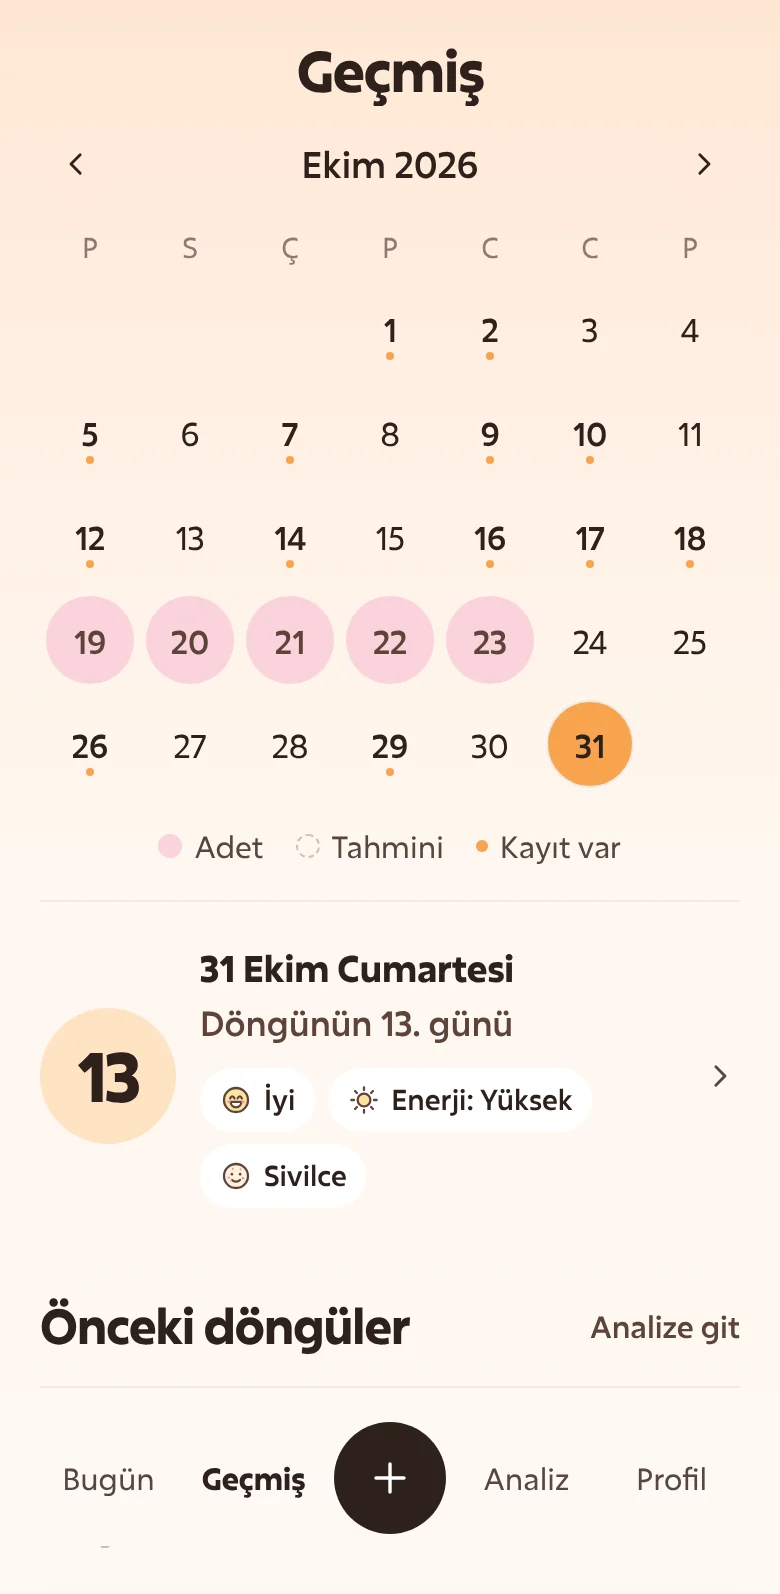 Geçmiş
Ekim 2026
P S Ç P C C P
1 2 3 4
5 6 7 8 9 10 11
12 13 14 15 16 17 18
19 20 21 22 23 24 25
26 27 28 29 30 31
Adet Tahmini Kayıt var
31 Ekim Cumartesi
Döngünün 13. günü
13
İyi Enerji: Yüksek
Sivilce
Önceki döngüler Analize git
Bugün Geçmiş + Analiz Profil